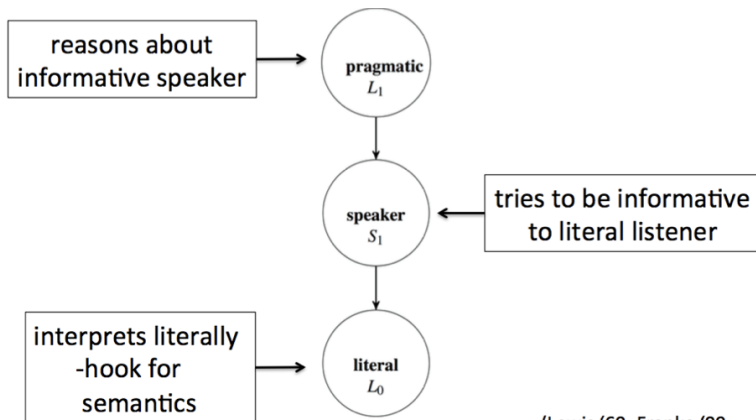 reasons about
informative speaker
pragmatic
L₁
speaker
S₁
tries to be informative
to literal listener
interprets literally
-hook for
semantics
literal
L₀